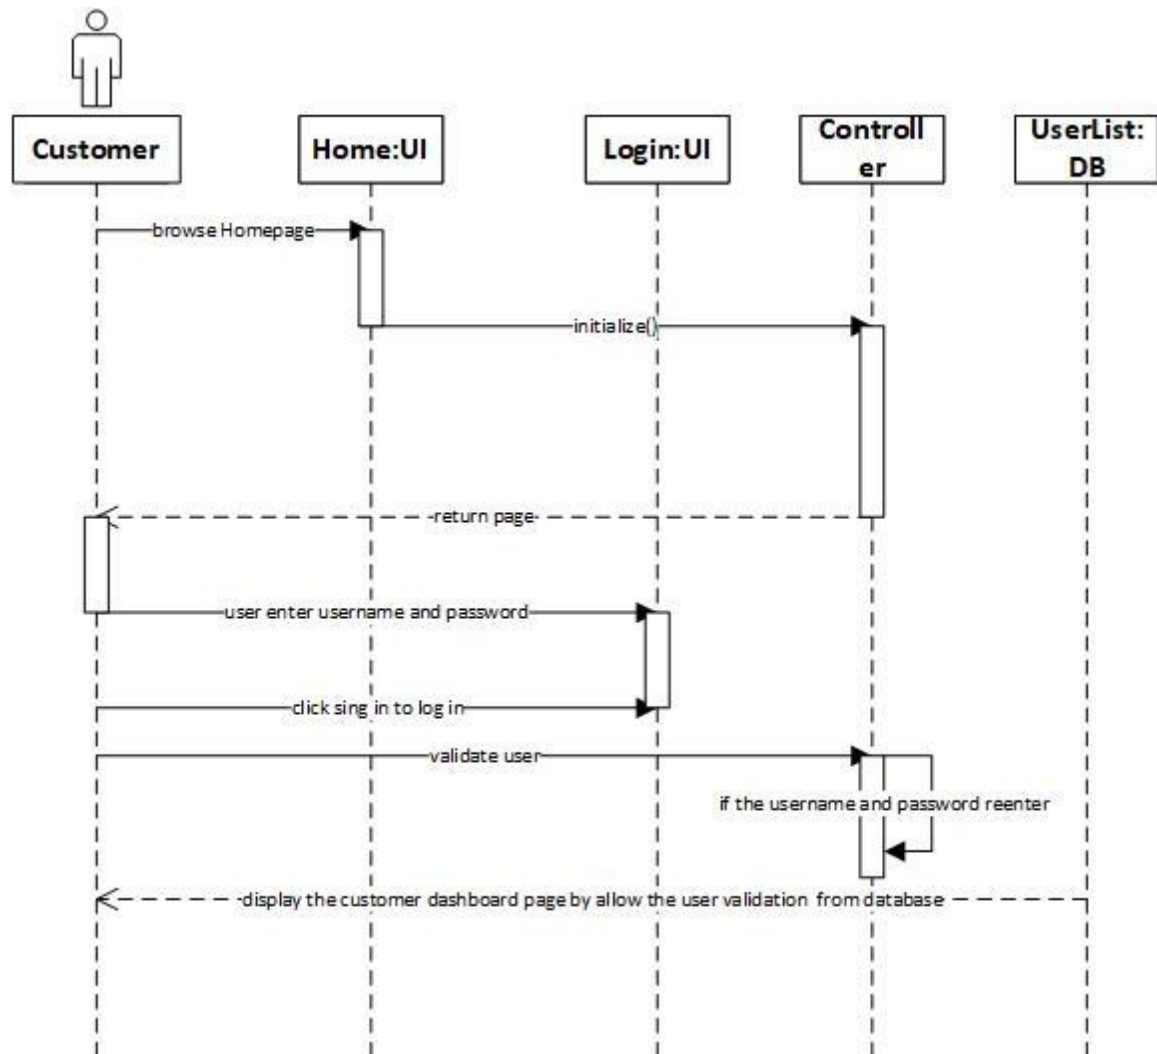 Customer
Home:UI
Login:UI
Controll
er
UserList:
DB
browse Homepage
initialize()
return page
user enter username and password
click sing in to log in
validate user
if the username and password reenter
display the customer dashboard page by allow the user validation from database